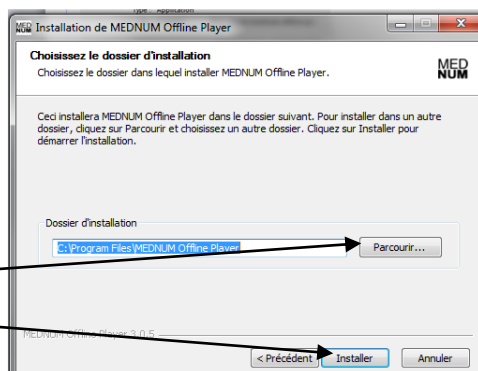 Type Application
Installation de MEDNUM Offline Player
Choisissez le dossier d'installation
Choisissez le dossier dans lequel installer MEDNUM Offline Player.
MED
NUM
Ceci installera MEDNUM Offline Player dans le dossier suivant. Pour installer dans un autre
dossier, cliquez sur Parcourir et choisissez un autre dossier. Cliquez sur Installer pour
démarrer l'installation.
Dossier d'installation
C:\Program Files\MEDNUM Offline Player
Parcourir...
MEDNUM Offline Player 3.0.5
< Précédent
Installer
Annuler